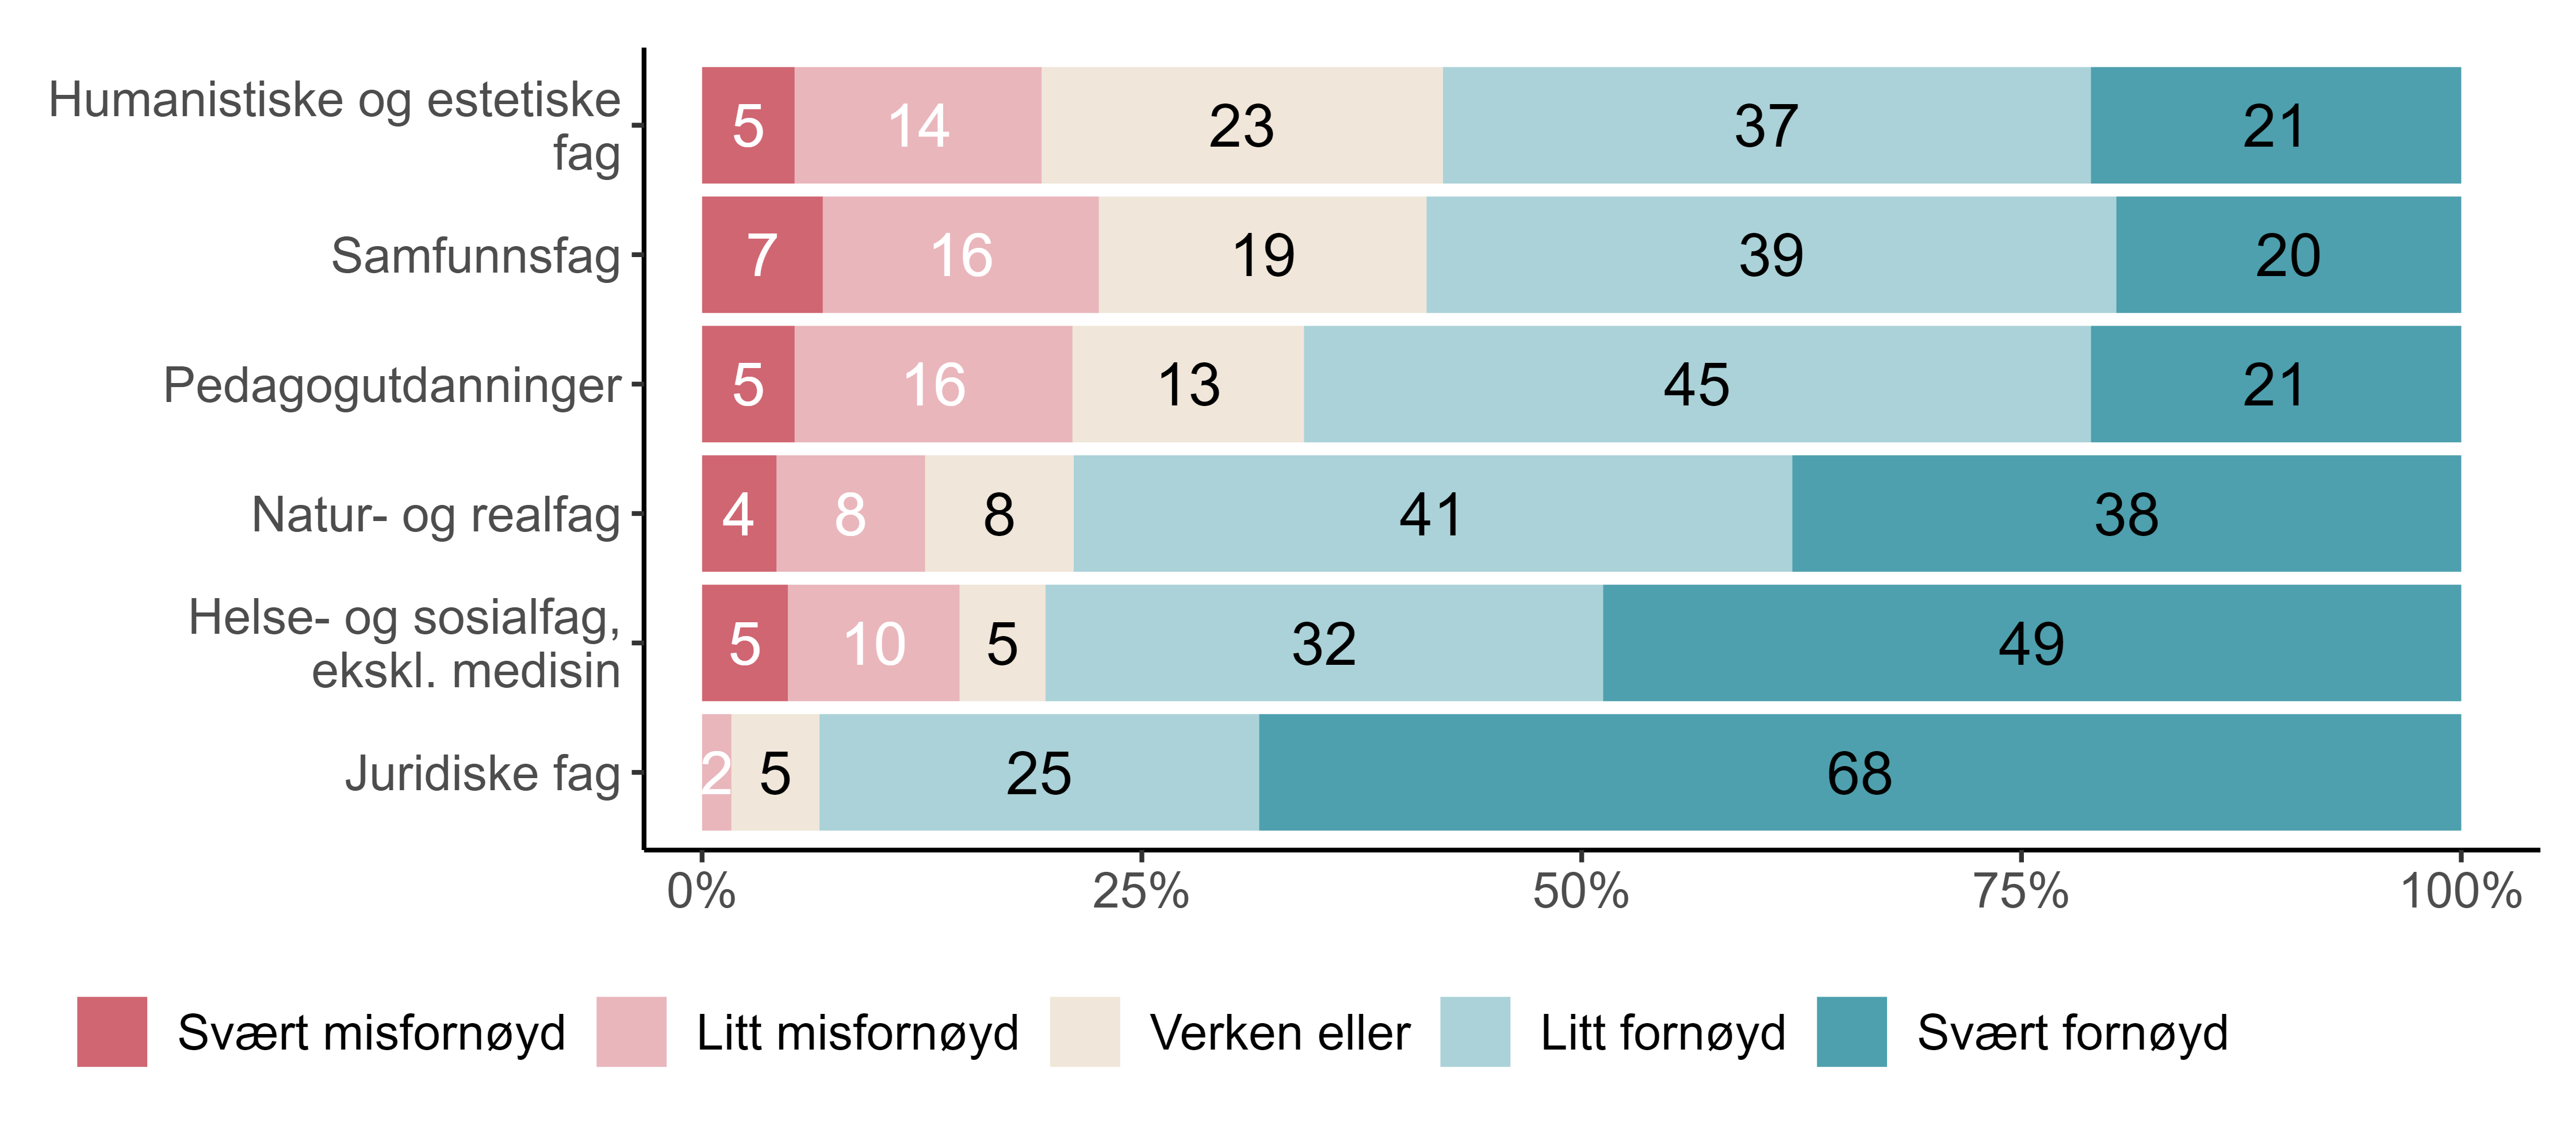 Humanistiske og estetiske
fag
5 14 23 37 21
Samfunnsfag
7 16 19 39 20
Pedagogutdanninger
5 16 13 45 21
Natur- og realfag
4 8 8 41 38
Helse- og sosialfag,
ekskl. medisin
5 10 5 32 49
Juridiske fag
2 5 25 68
0% 25% 50% 75% 100%
Svært misfornøyd Litt misfornøyd Verken eller Litt fornøyd Svært fornøyd